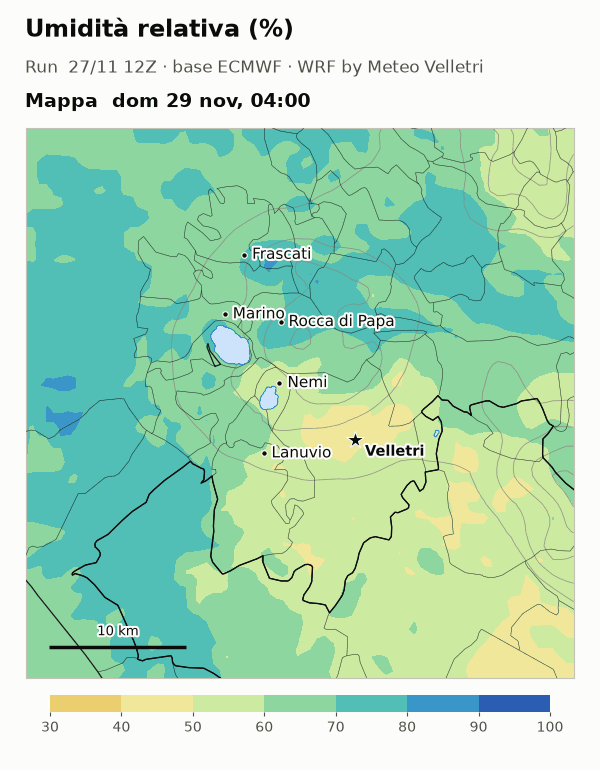 Umidità relativa (%)
Run  27/11 12Z · base ECMWF · WRF by Meteo Velletri
Mappa  dom 29 nov, 04:00
Frascati
Marino
Rocca di Papa
Nemi
Velletri
Lanuvio
10 km
30 40 50 60 70 80 90 100